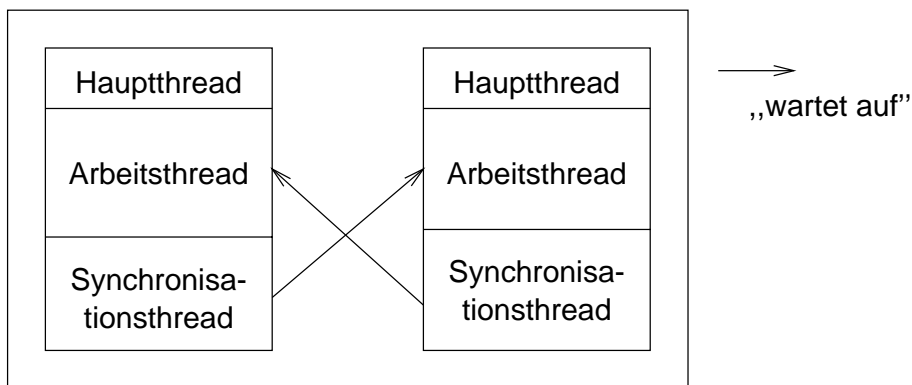 Hauptthread
Arbeitsthread
Synchronisa-
tionsthread
Hauptthread
Arbeitsthread
Synchronisa-
tionsthread
,,wartet auf’’